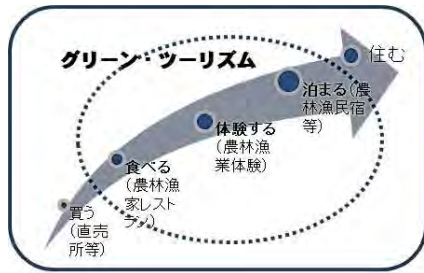 グリーン・ツーリズム
住む
泊まる(農
林漁民宿
等)
体験する
(農林漁
業体験)
食べる
(農林漁
家レスト
ラン)
買う
(直売
所等)